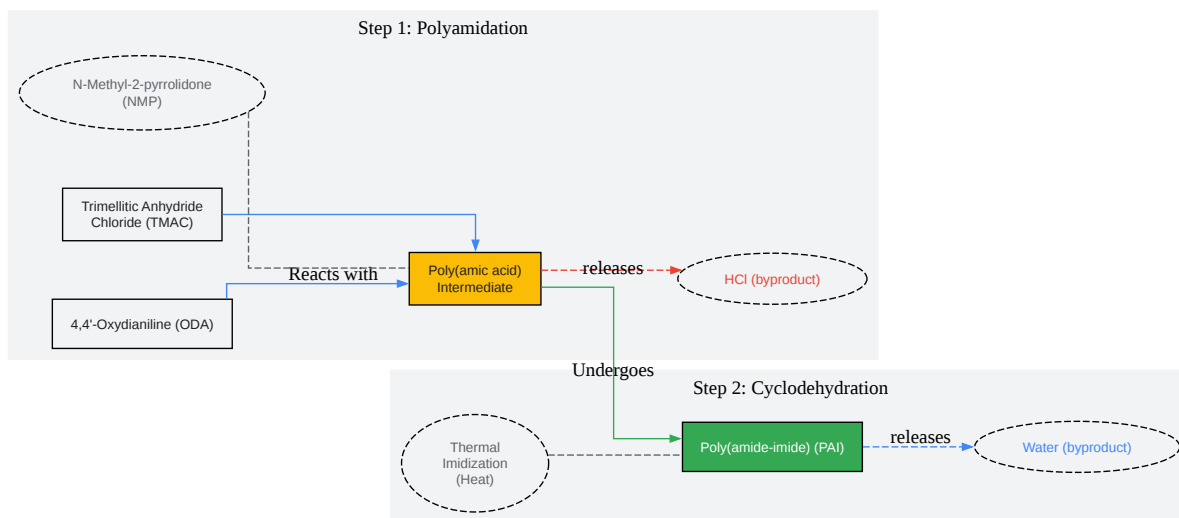 Step 1: Polyamidation
N-Methyl-2-pyrrolidone
(NMP)
Trimellitic Anhydride
Chloride (TMAC)
Reacts with
Poly(amic acid)
Intermediate
releases
HCl (byproduct)
4,4'-Oxydianiline (ODA)
Undergoes
Step 2: Cyclodehydration
Thermal
Imidization
(Heat)
Poly(amide-imide) (PAI)
releases
Water (byproduct)